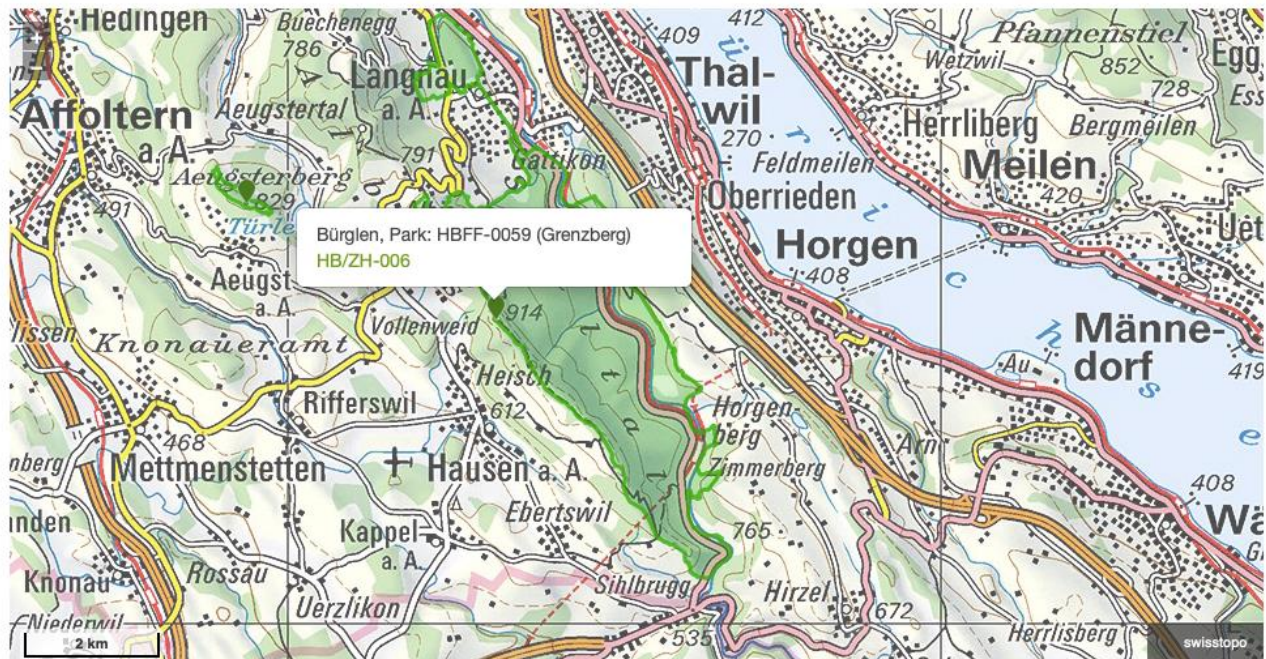 Hedingen
Buechenegg
786
Langnau
a. A.
409
412
Thal-
wil
270
Pfannenstiel
Wetzwil
852
728
Egg
Affoltern
a. A.
Aeugstertal
791
Gattikon
Feldmeilen
Herrliberg
Bergmeilen
Meilen
420
Aeugsterberg
829
491
Oberrieden
Horgen
408
Bürglen, Park: HBFF-0059 (Grenzberg)
HB/ZH-006
Aeugst
a. A.
Vollenweid
914
Knonaueramt
Heisch
Männe-
dorf
Au
419
Rifferswil
612
Horgen-
berg
468
Mettmenstetten
Hausen a. A.
Zimmerberg
Arn
408
Ebertswil
Kappel
a. A.
765
Knonau
Rossau
Uerzlikon
Sihlbrugg
Hirzel
672
535
Niederwil
Herrlisberg
2 km
swisstopo